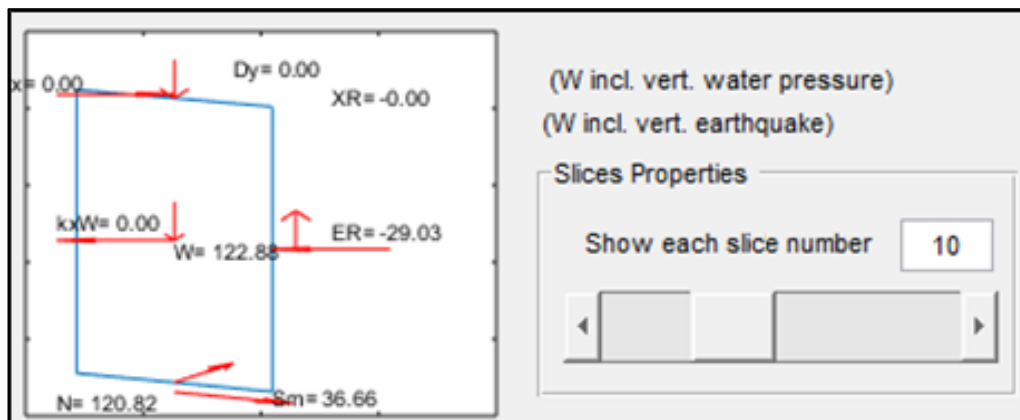 x= 0.00
Dy= 0.00
XR= -0.00
kxW= 0.00
W= 122.88
ER= -29.03
N= 120.82
Sm= 36.66
(W incl. vert. water pressure)
(W incl. vert. earthquake)
Slices Properties
Show each slice number
10